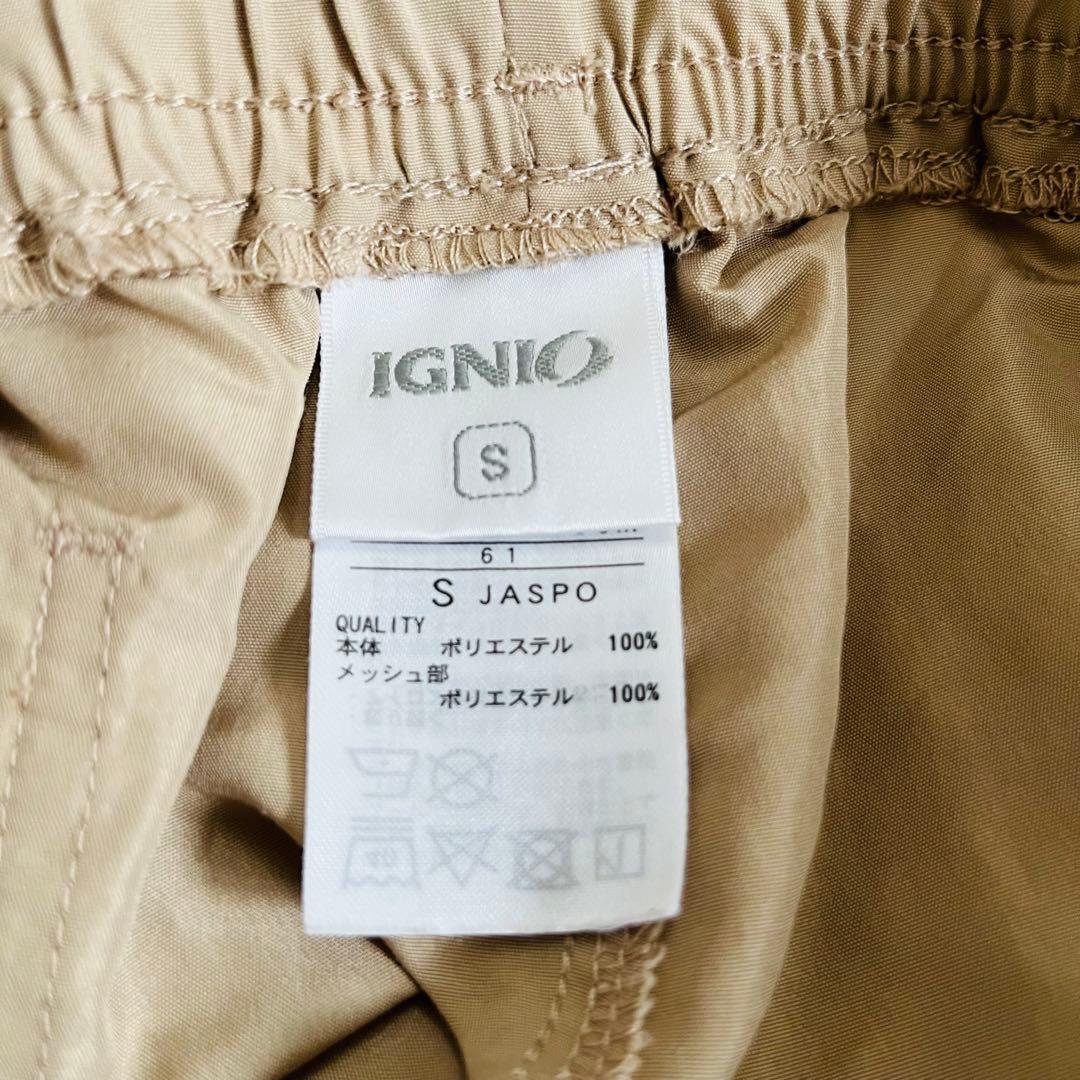 IGNIO
S
61
S JASPO
QUALITY
本体 ポリエステル 100%
メッシュ部
ポリエステル 100%